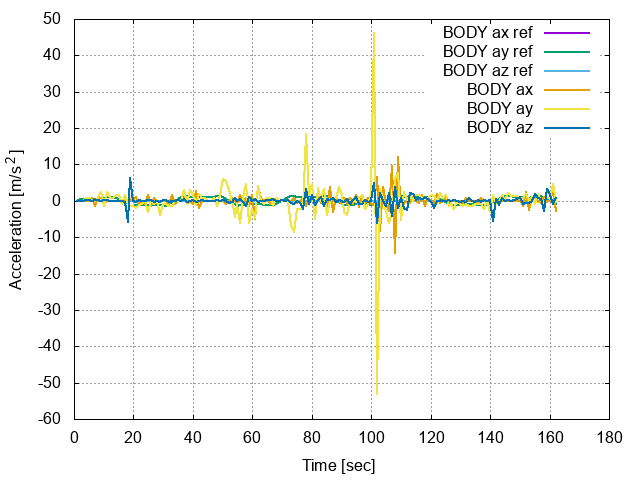 50
40
30
20
10
0
-10
-20
-30
-40
-50
-60
0 20 40 60 80 100 120 140 160 180
Acceleration [m/s²]
Time [sec]
BODY ax ref
BODY ay ref
BODY az ref
BODY ax
BODY ay
BODY az